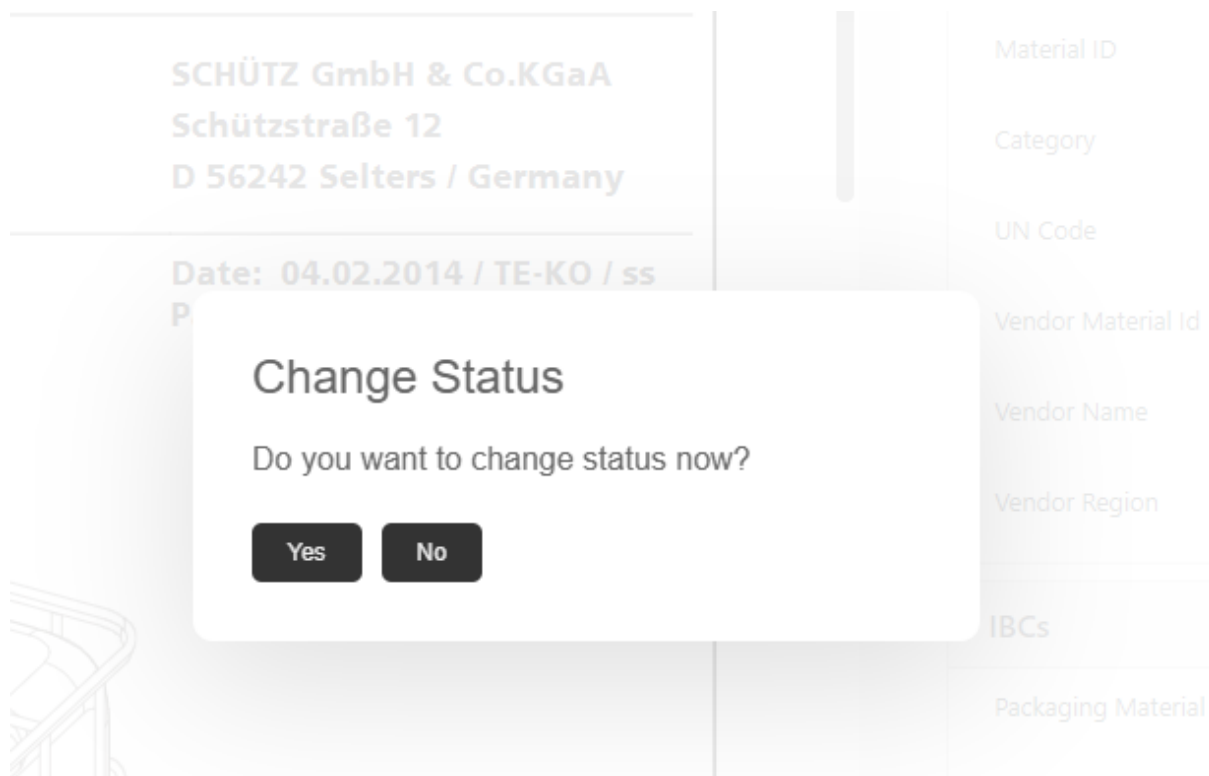 SCHÜTZ GmbH & Co.KGaA
Schützstraße 12
D 56242 Selters / Germany
Date: 04.02.2014 / TE-KO / ss
Change Status
Do you want to change status now?
Yes
No
Material ID
Category
UN Code
Vendor Material Id
Vendor Name
Vendor Region
IBCs
Packaging Material